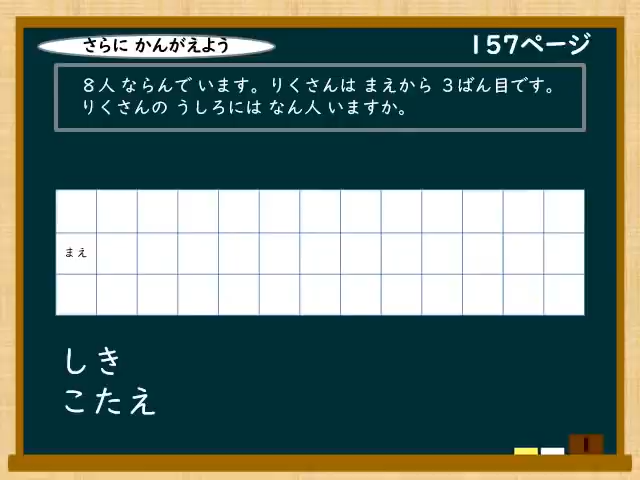 さらに かんがえよう
157ページ
８人 ならんで います。りくさんは まえから ３ばん目です。
りくさんの うしろには なん人 いますか。
まえ
しき
こたえ